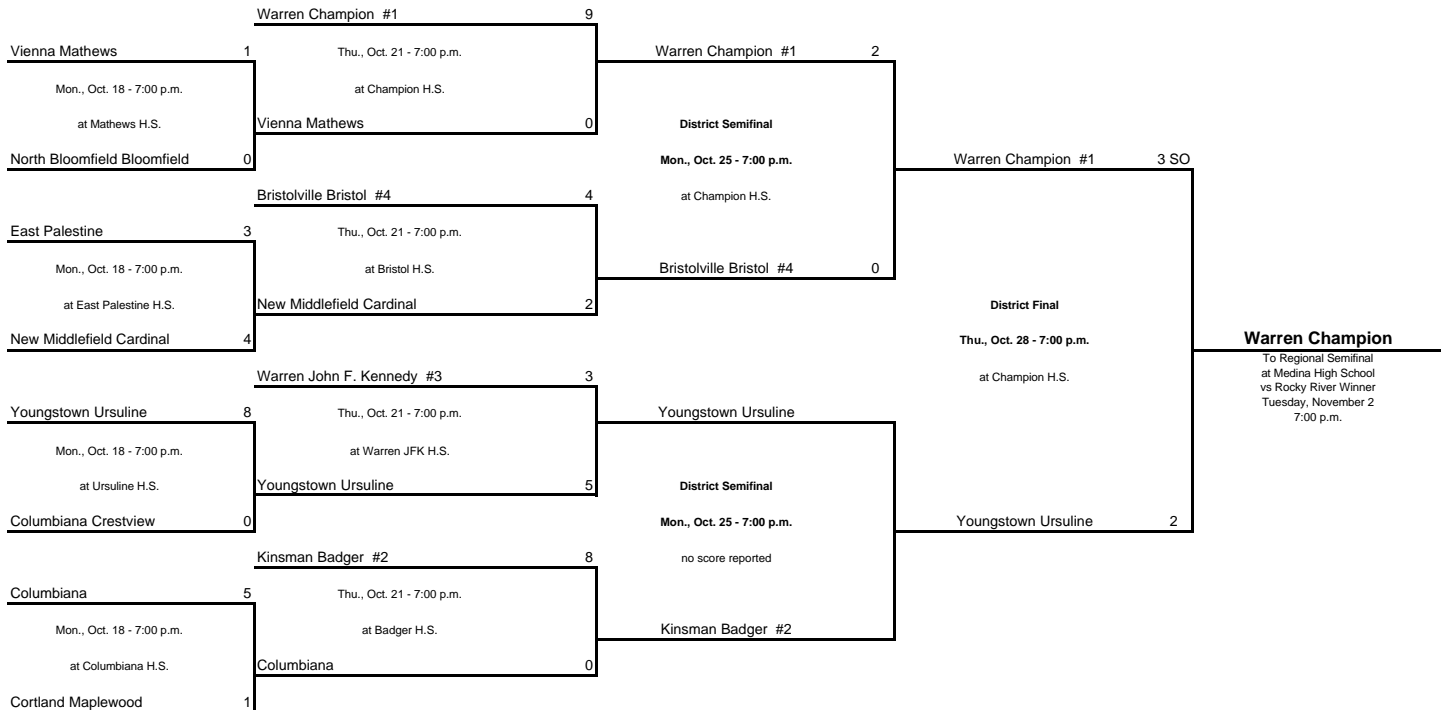 Warren Champion #1 9
Vienna Mathews 1
Thu., Oct. 21 - 7:00 p.m.
Mon., Oct. 18 - 7:00 p.m.
at Champion H.S.
at Mathews H.S.
Vienna Mathews 0
North Bloomfield Bloomfield 0
Bristolville Bristol #4 4
East Palestine 3
Thu., Oct. 21 - 7:00 p.m.
Mon., Oct. 18 - 7:00 p.m.
at Bristol H.S.
at East Palestine H.S.
New Middlefield Cardinal 2
New Middlefield Cardinal 4
Warren John F. Kennedy #3 3
Youngstown Ursuline 8
Thu., Oct. 21 - 7:00 p.m.
Mon., Oct. 18 - 7:00 p.m.
at Warren JFK H.S.
at Ursuline H.S.
Youngstown Ursuline 5
Columbiana Crestview 0
Kinsman Badger #2 8
Columbiana 5
Thu., Oct. 21 - 7:00 p.m.
Mon., Oct. 18 - 7:00 p.m.
at Badger H.S.
at Columbiana H.S.
Columbiana 0
Cortland Maplewood 1
Warren Champion #1 2
District Semifinal
Mon., Oct. 25 - 7:00 p.m.
at Champion H.S.
Bristolville Bristol #4 0
Youngstown Ursuline
District Semifinal
Mon., Oct. 25 - 7:00 p.m.
no score reported
Kinsman Badger #2
Warren Champion #1 3 SO
District Final
Thu., Oct. 28 - 7:00 p.m.
at Champion H.S.
Youngstown Ursuline 2
Warren Champion
To Regional Semifinal
at Medina High School
vs Rocky River Winner
Tuesday, November 2
7:00 p.m.